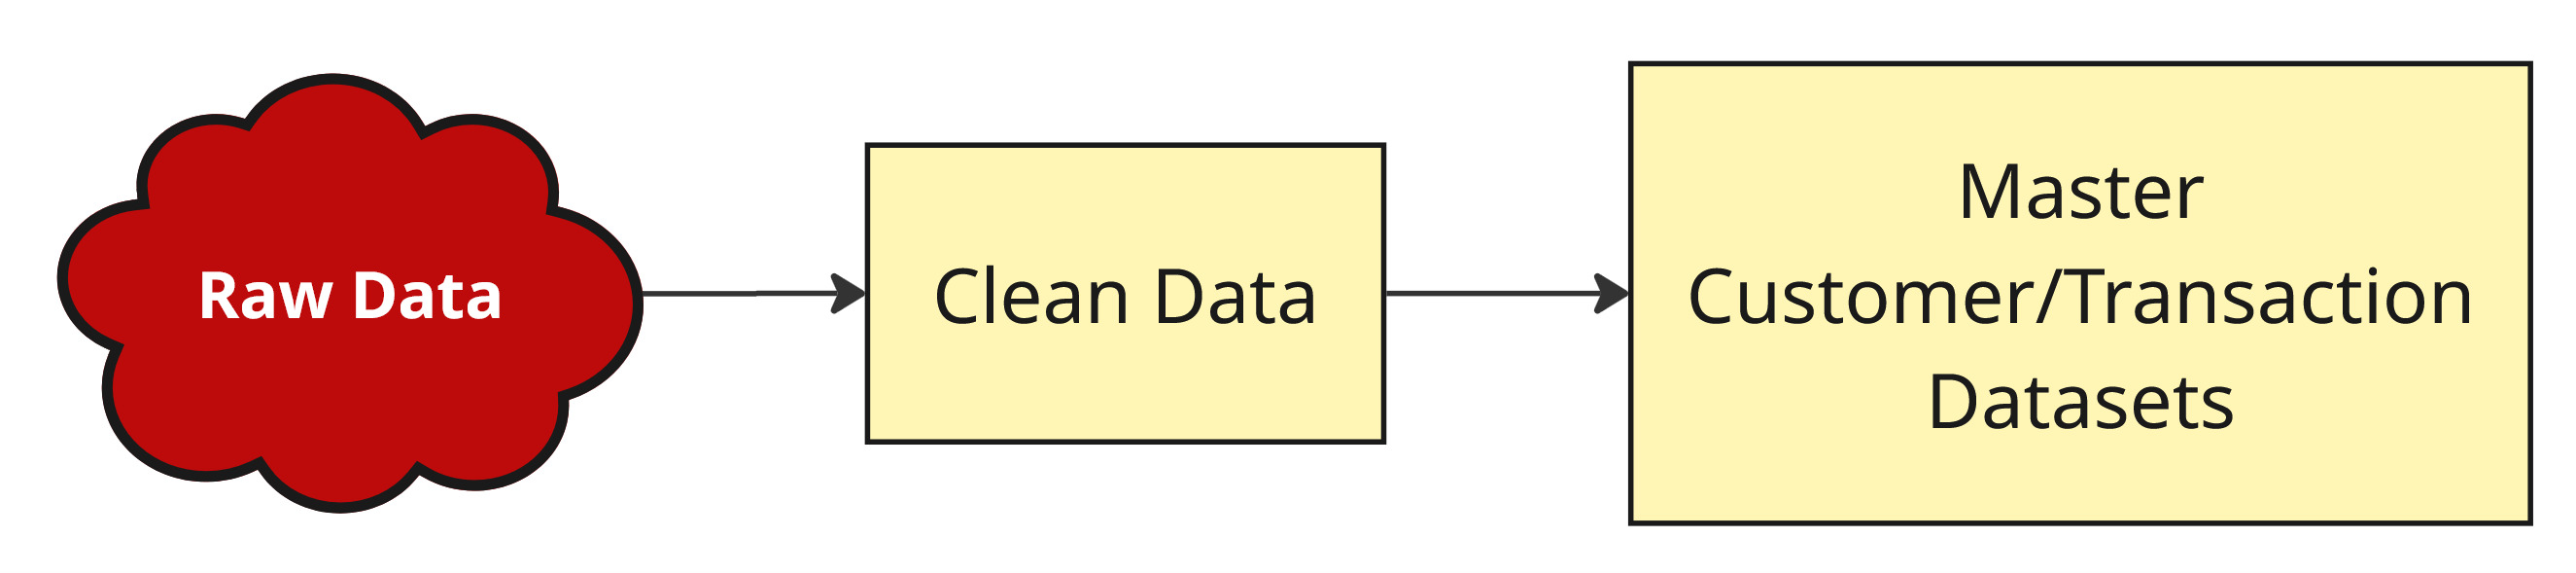 Raw Data
Clean Data
Master
Customer/Transaction
Datasets